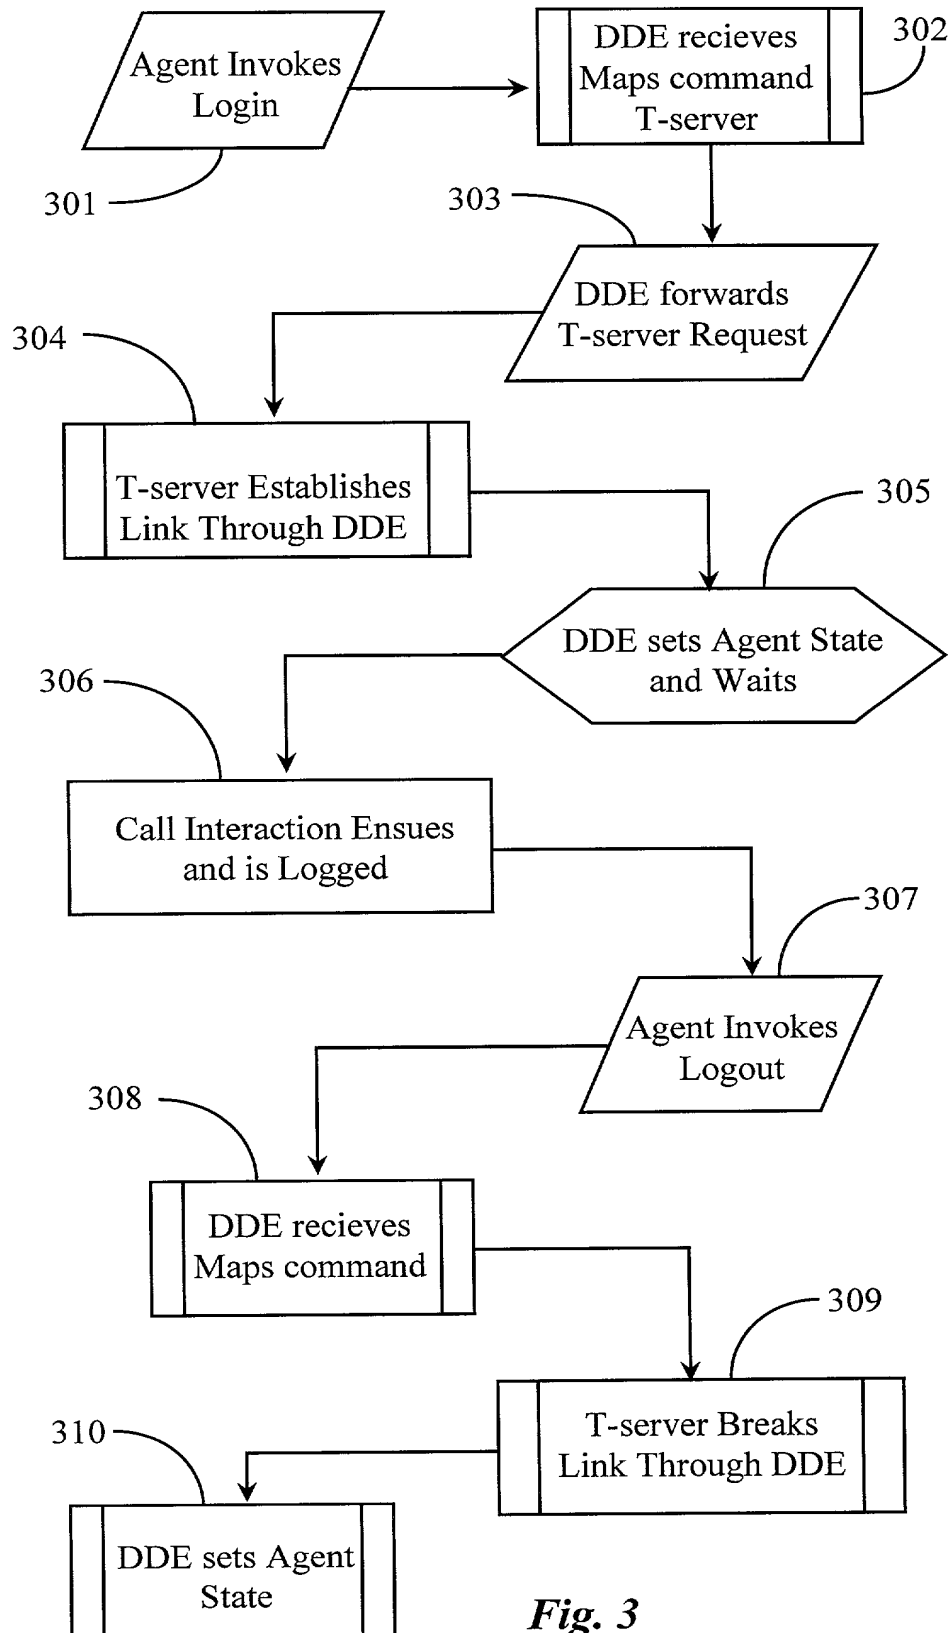 Agent Invokes
Login
301
DDE recieves
Maps command
T-server
302
303
DDE forwards
T-server Request
304
T-server Establishes
Link Through DDE
305
DDE sets Agent State
and Waits
306
Call Interaction Ensues
and is Logged
307
Agent Invokes
Logout
308
DDE recieves
Maps command
309
T-server Breaks
Link Through DDE
310
DDE sets Agent
State
Fig. 3